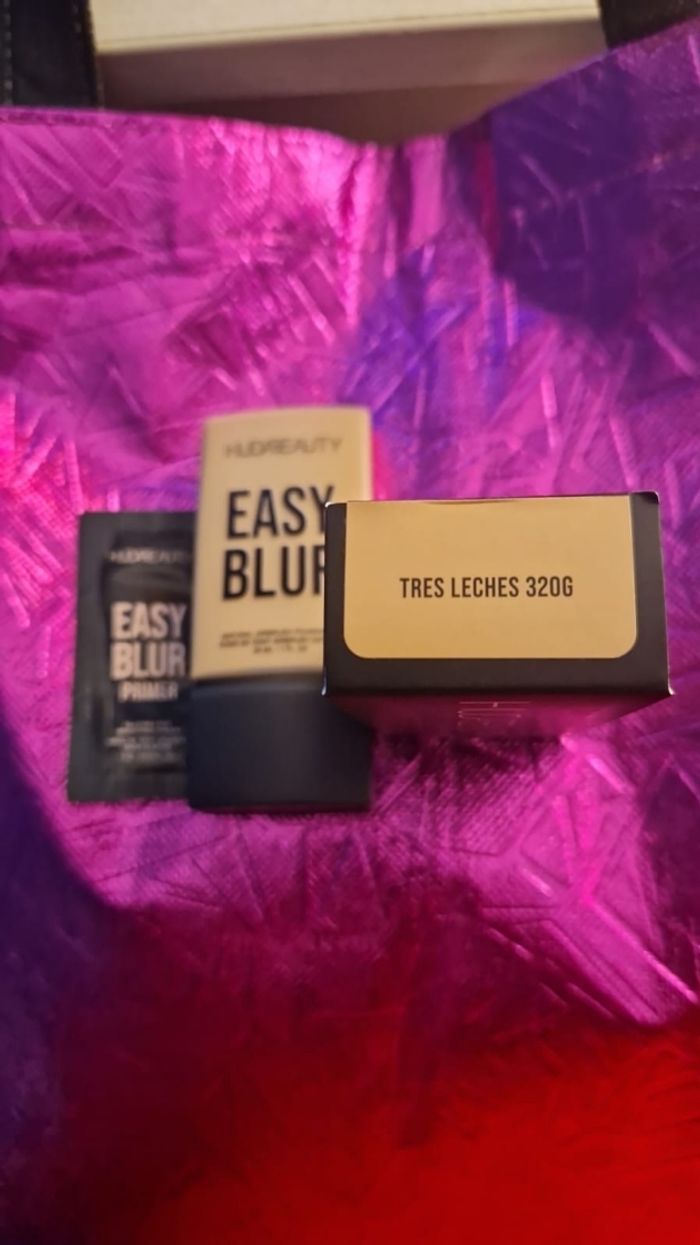 HUDABEAUTY
EASY
BLUR
PRIMER
HUDABEAUTY
EASY
BLUR
TRES LECHES 320G